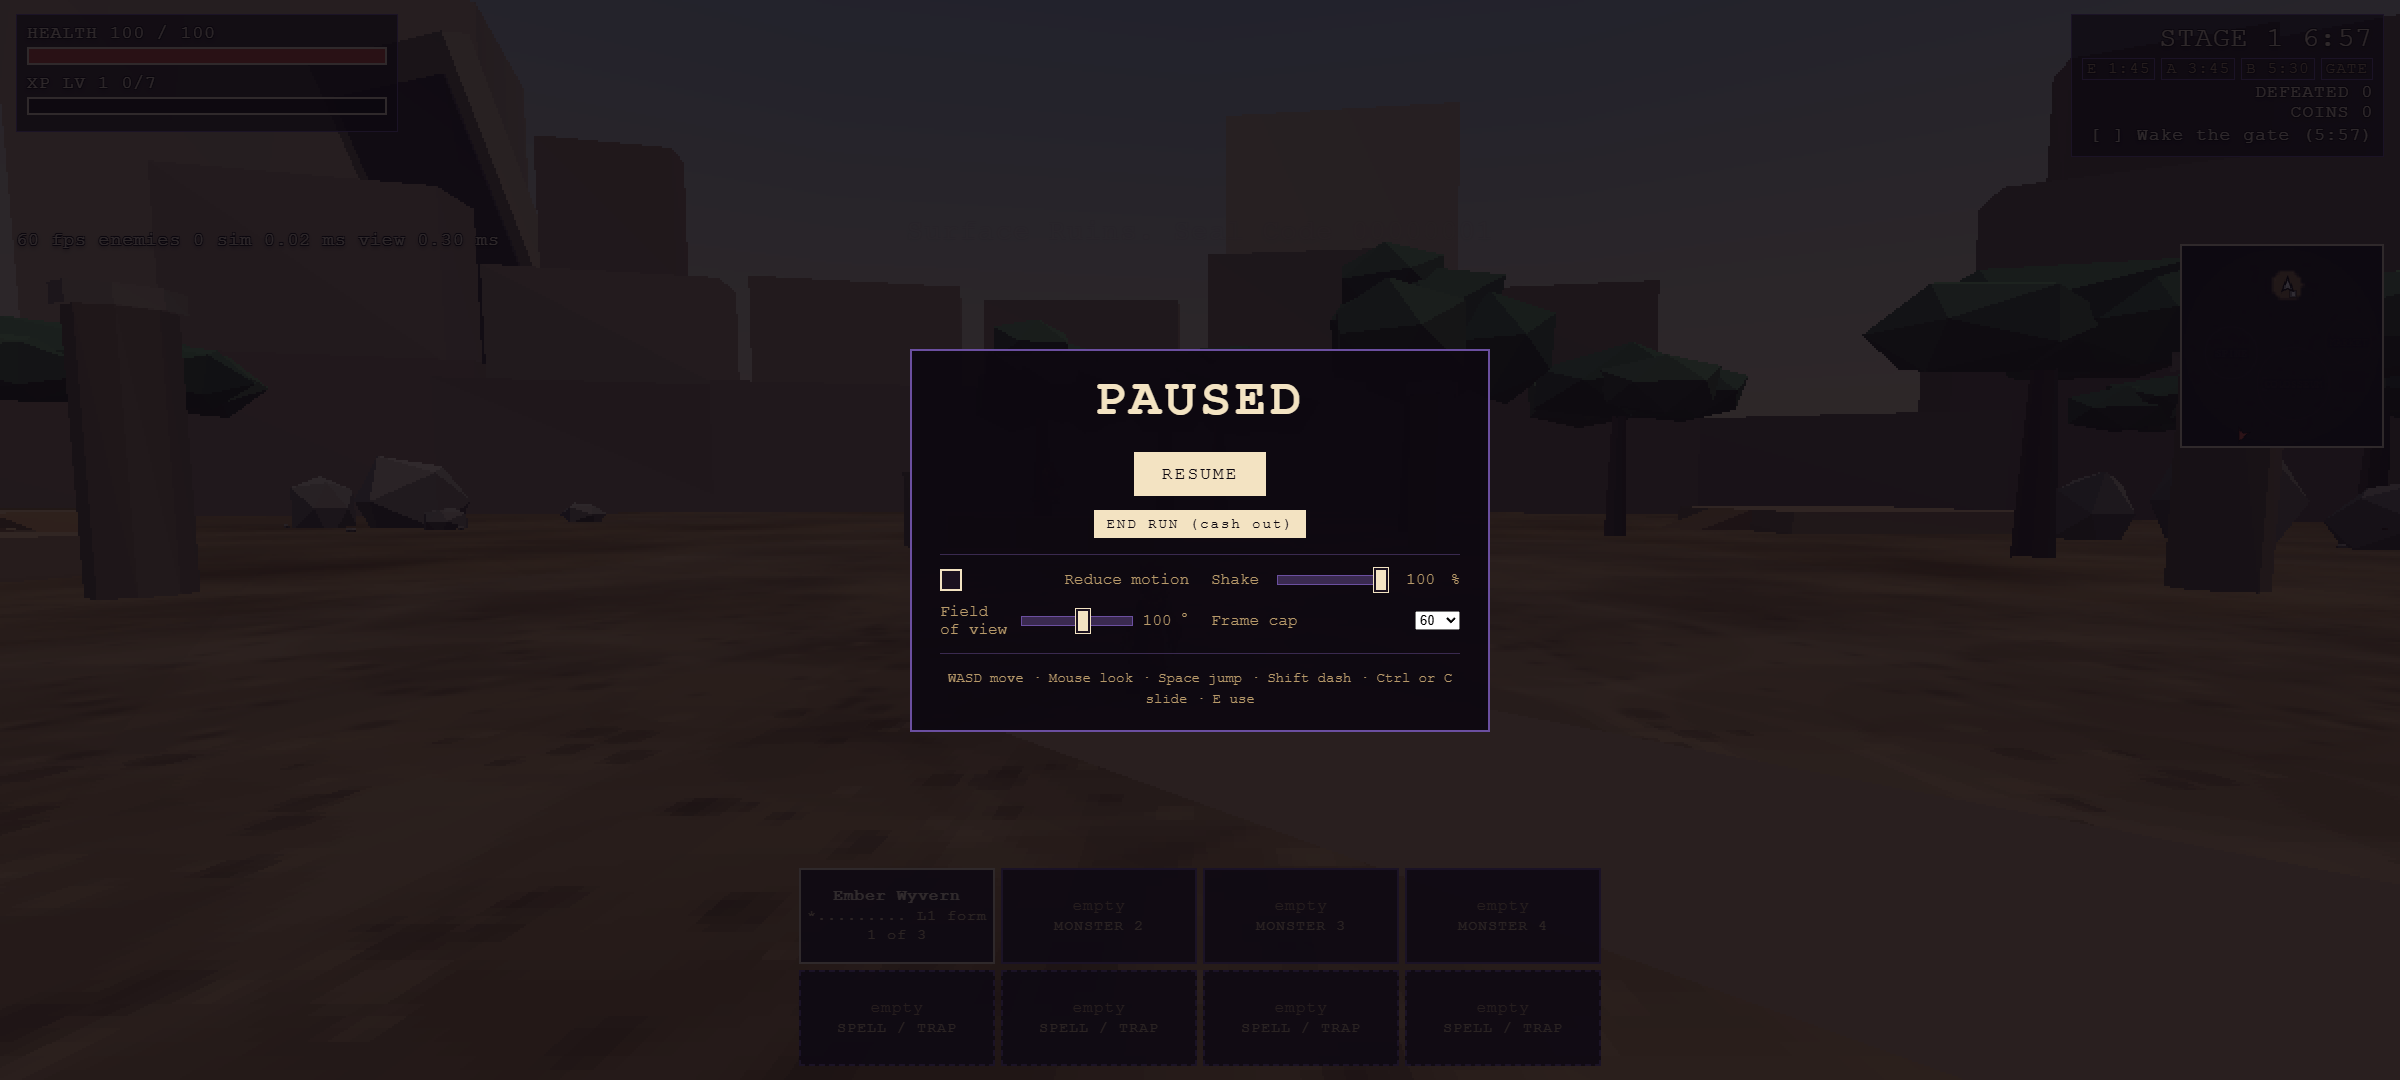 HEALTH 100 / 100
XP LV 1 0/7
STAGE 1 6:57
E 1:45 A 3:45 B 5:30 GATE
DEFEATED 0
COINS 0
[ ] Wake the gate (5:57)
60 fps enemies 0 sim 0.02 ms view 0.30 ms
PAUSED
RESUME
END RUN (cash out)
Reduce motion Shake 100 %
Field of view 100 ° Frame cap 60
WASD move · Mouse look · Space jump · Shift dash · Ctrl or C
slide · E use
Ember Wyvern
*......... L1 form
1 of 3
empty
MONSTER 2
empty
MONSTER 3
empty
MONSTER 4
empty
SPELL / TRAP
empty
SPELL / TRAP
empty
SPELL / TRAP
empty
SPELL / TRAP